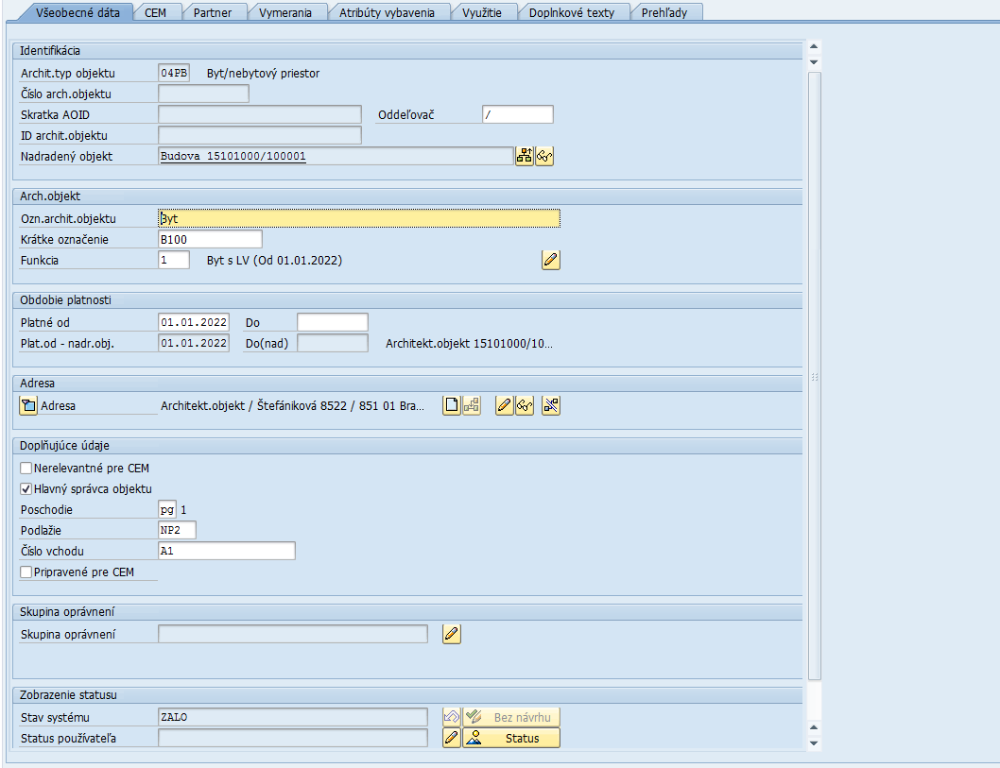 Všeobecné dáta CEM Partner Vymerania Atribúty vybavenia Využitie Doplnkové texty Prehľady
Identifikácia
Archit.typ objektu 04PB Byt/nebytový priestor
Číslo arch.objektu
Skratka AOID Oddeľovač /
ID archit.objektu
Nadradený objekt Budova 15101000/100001
Arch.objekt
Ozn.archit.objektu Byt
Krátke označenie B100
Funkcia 1 Byt s LV (Od 01.01.2022)
Obdobie platnosti
Platné od 01.01.2022 Do
Plat.od - nadr.obj. 01.01.2022 Do(nad) Architekt.objekt 15101000/10...
Adresa
Adresa Architekt.objekt / Štefániková 8522 / 851 01 Bra...
Doplňujúce údaje
Nerelevantné pre CEM
Hlavný správca objektu
Poschodie pg 1
Podlažie NP2
Číslo vchodu A1
Pripravené pre CEM
Skupina oprávnení
Skupina oprávnení
Zobrazenie statusu
Stav systému ZALO Bez návrhu
Status používateľa Status